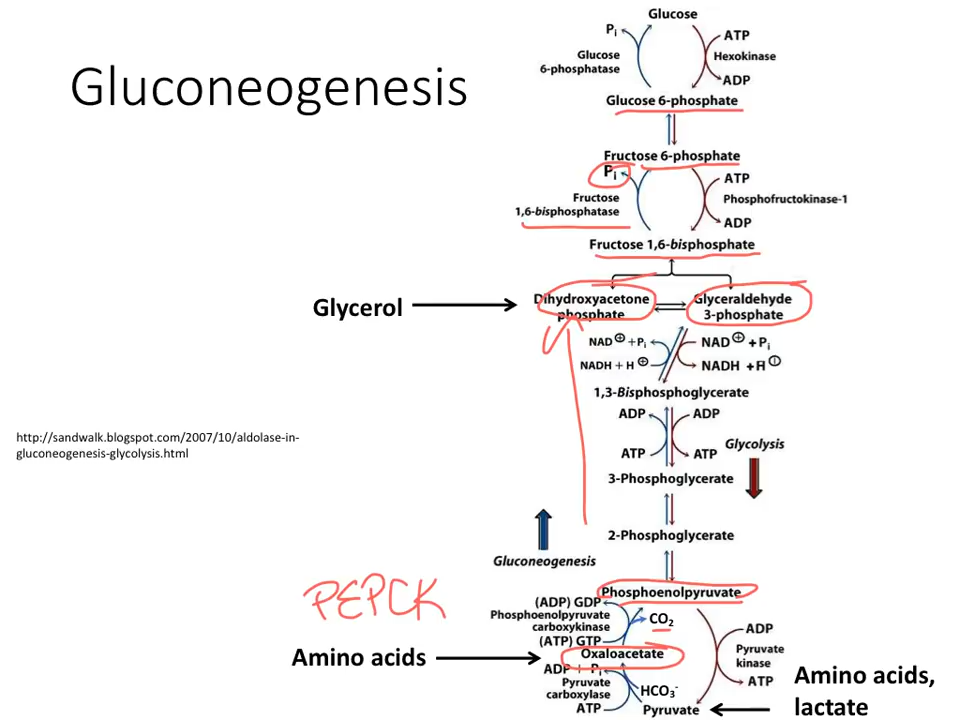 Gluconeogenesis
Glucose
Pi
ATP
Glucose
6-phosphatase
Hexokinase
ADP
Glucose 6-phosphate
Fructose 6-phosphate
Pi
ATP
Fructose
1,6-bisphosphatase
Phosphofructokinase-1
ADP
Fructose 1,6-bisphosphate
Glycerol
Dihydroxyacetone
phosphate
Glyceraldehyde
3-phosphate
NAD⊕ + Pi
NAD⊕ + Pi
NADH + H⊕
NADH + H
1,3-Bisphosphoglycerate
ADP
ADP
ATP
ATP
Glycolysis
http://sandwalk.blogspot.com/2007/10/aldolase-in-
gluconeogenesis-glycolysis.html
3-Phosphoglycerate
2-Phosphoglycerate
Gluconeogenesis
PEPCK
Phosphoenolpyruvate
(ADP) GDP
Phosphoenolpyruvate
carboxykinase
(ATP) GTP
CO2
ADP
Pyruvate
kinase
ATP
Amino acids
Oxaloacetate
ADP + Pi
Pyruvate
carboxylase
ATP
HCO3-
Pyruvate
Amino acids,
lactate